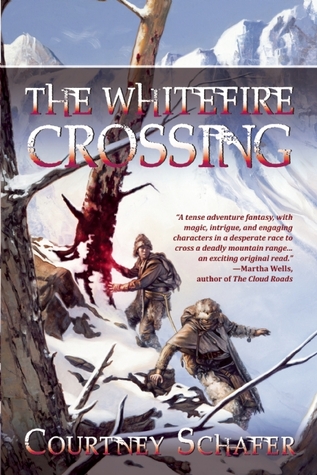 THE WHITEFIRE
CROSSING
"A tense adventure fantasy, with
magic, intrigue, and engaging
characters in a desperate race to
cross a deadly mountain range...
an exciting original read."
—Martha Wells,
author of The Cloud Roads
COURTNEY SCHAFER